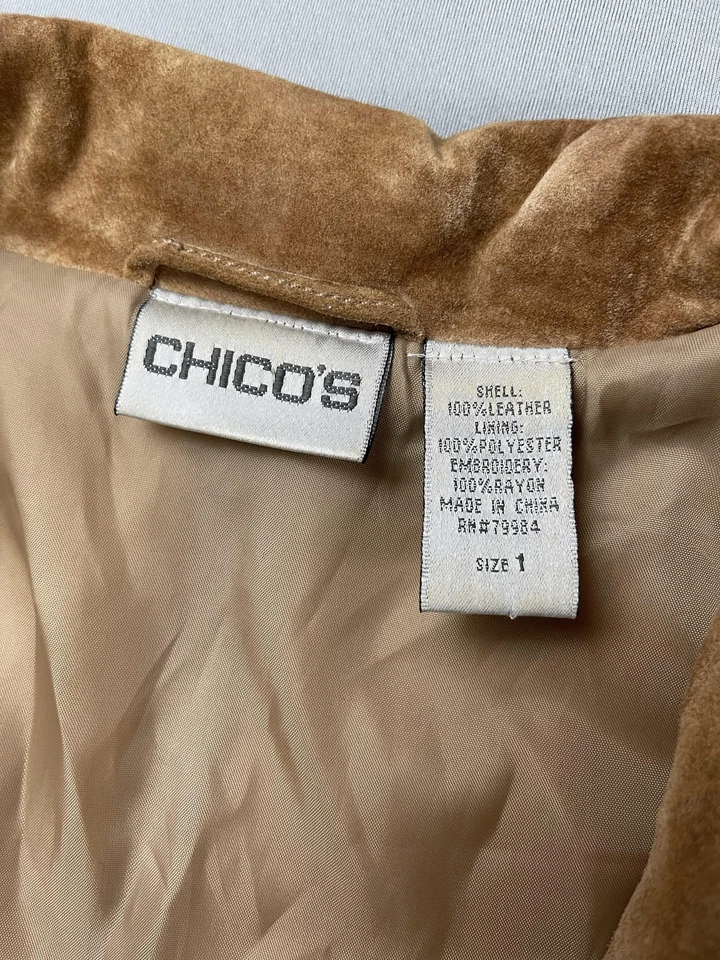 CHICO'S
SHELL:
100%LEATHER
LINING:
100%POLYESTER
EMBROIDERY:
100%RAYON
MADE IN CHINA
RN#79984
SIZE 1